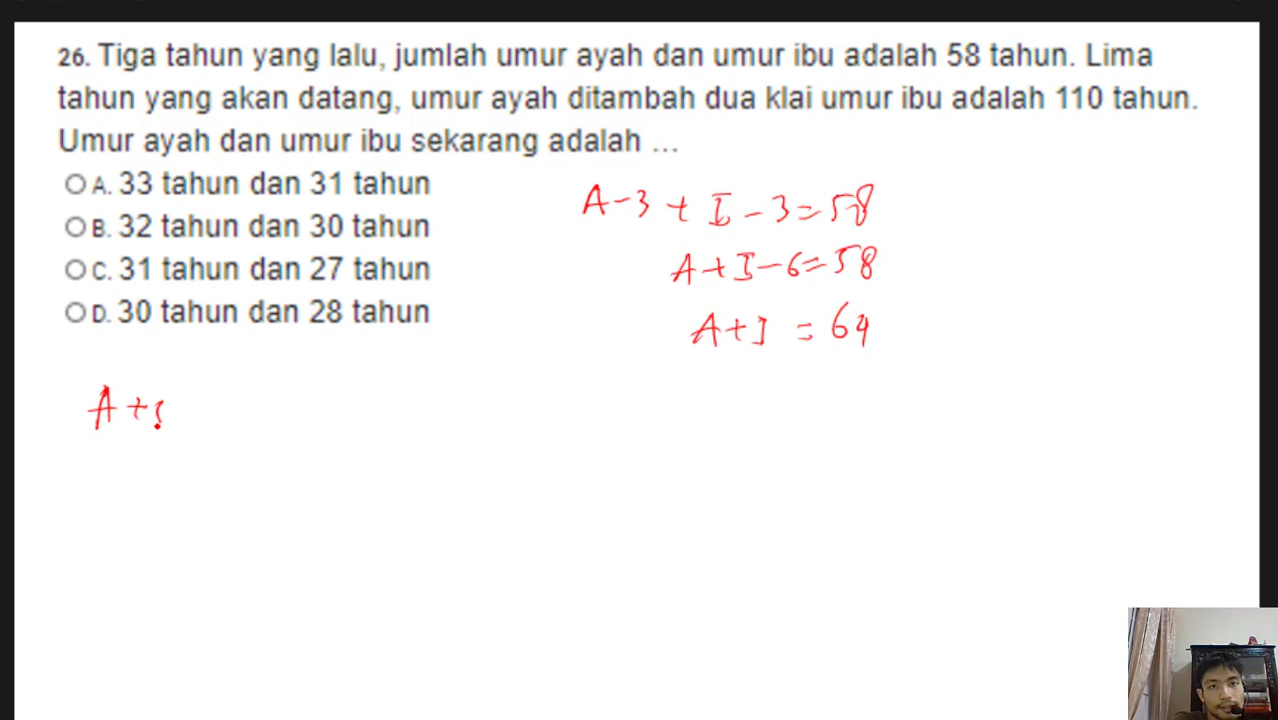 26. Tiga tahun yang lalu, jumlah umur ayah dan umur ibu adalah 58 tahun. Lima
tahun yang akan datang, umur ayah ditambah dua klai umur ibu adalah 110 tahun.
Umur ayah dan umur ibu sekarang adalah ...
A. 33 tahun dan 31 tahun
B. 32 tahun dan 30 tahun
C. 31 tahun dan 27 tahun
D. 30 tahun dan 28 tahun
A-3 + I-3=58
A+I-6=58
A+I = 64
A+